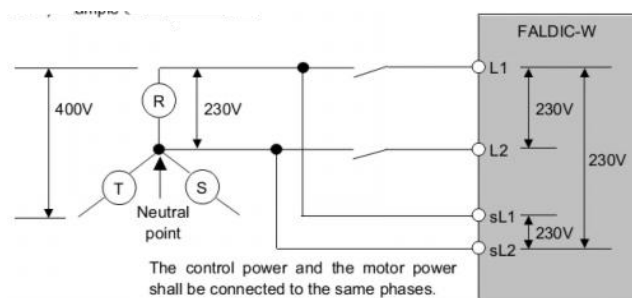 FALDIC-W
L1
R
230V
400V
230V
L2
230V
T
S
Neutral
point
sL1
230V
sL2
The control power and the motor power
shall be connected to the same phases.